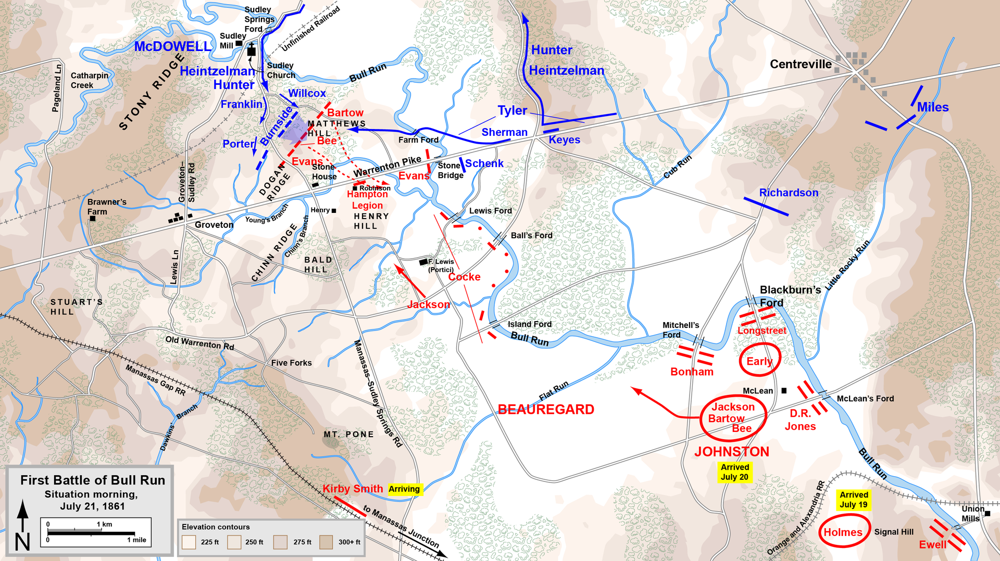 Sudley
Springs
Ford
Unfinished Railroad
Sudley
Mill
McDOWELL
Sudley
Church
Heintzelman
Hunter
Catharpin
Creek
Pageland Ln
STONY RIDGE
Bull Run
Hunter
Heintzelman
Centreville
Willcox
Franklin
Burnside
Bartow
MATTHEWS
HILL
Bee
Porter
Evans
Tyler
Sherman
Keyes
Farm Ford
Miles
Warrenton Pike
Stone
House
Evans
Stone
Bridge
Schenk
Cub Run
DOGAN
RIDGE
Groveton–
Sudley Rd
Robinson
Hampton
Legion
Richardson
Brawner's
Farm
Young's Branch
Henry
HENRY
HILL
Lewis Ford
Groveton
Ball's Ford
CHINN RIDGE
Chinn's Branch
BALD
HILL
F. Lewis
(Portici)
Lewis Ln
Cocke
Little Rocky Run
Jackson
Blackburn's
Ford
STUART'S
HILL
Island Ford
Bull Run
Mitchell's
Ford
Longstreet
Old Warrenton Rd
Five Forks
Manassas–Sudley Springs Rd
Early
Bonham
Manassas Gap RR
Flat Run
McLean
McLean's Ford
BEAUREGARD
Jackson
Bartow
Bee
D.R.
Jones
Dawkins'
Branch
MT. PONE
JOHNSTON
Arrived
July 20
Bull Run
Kirby Smith
Arriving
to Manassas Junction
Orange and Alexandria RR
Arrived
July 19
Holmes
Signal Hill
Union
Mills
Ewell
First Battle of Bull Run
Situation morning,
July 21, 1861
0
1 km
0
1 mile
N
Elevation contours
225 ft
250 ft
275 ft
300+ ft